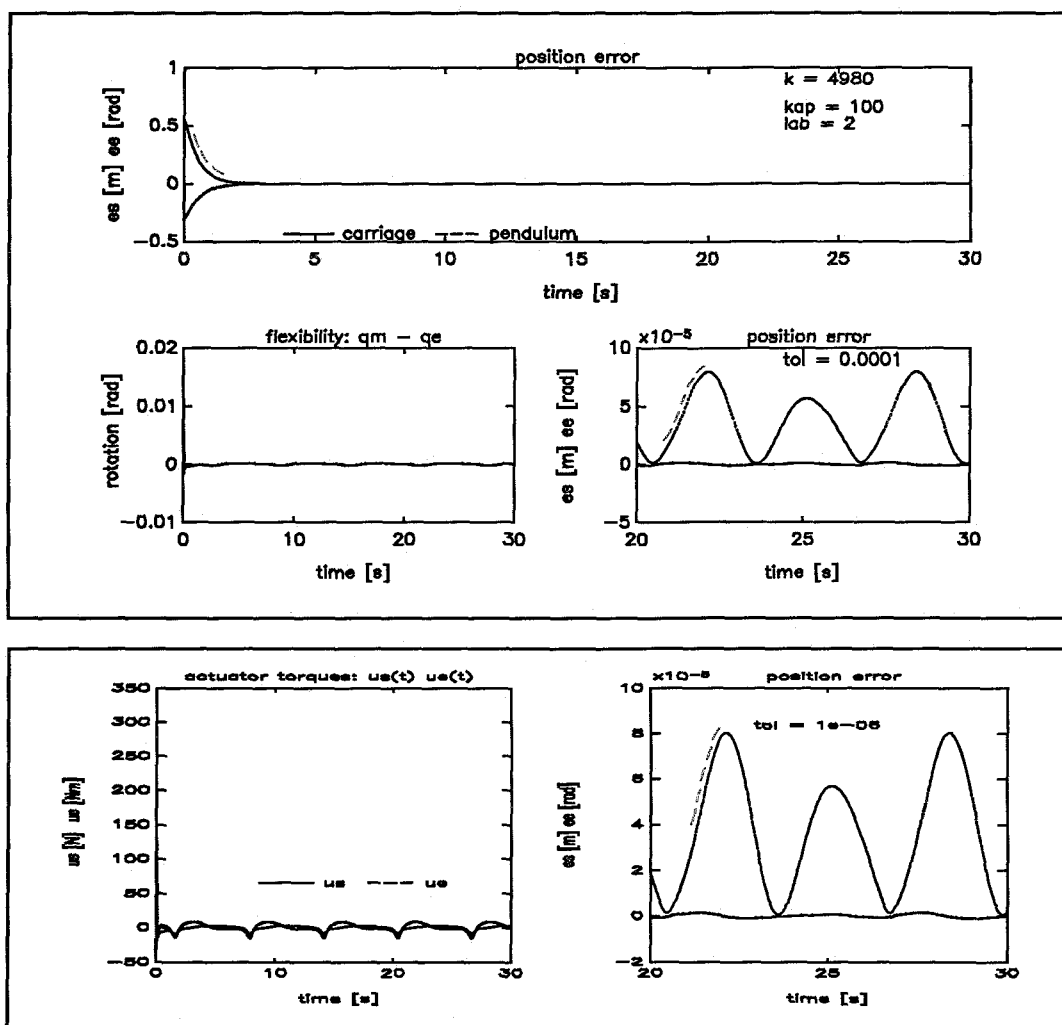 position error
1
0.5
0
-0.5
es [m] ee [rad]
k = 4980
kap = 100
lab = 2
carriage pendulum
0 5 10 15 20 25 30
time [s]
flexibility: qm - qe
0.02
0.01
0
-0.01
rotation [rad]
0 10 20 30
time [s]
x10^-5 position error
tol = 0.0001
10
5
0
-5
es [m] ee [rad]
20 25 30
time [s]
actuator torques: us(t) ue(t)
350
300
250
200
150
100
50
0
-50
us [N] ue [Nm]
us ue
0 10 20 30
time [s]
x10^-5 position error
tol = 1e-06
10
8
6
4
2
0
-2
es [m] ee [rad]
20 25 30
time [s]